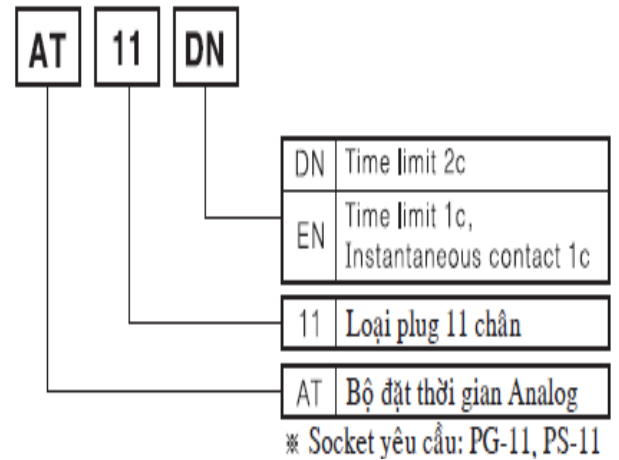 AT 11 DN
DN Time limit 2c
EN Time limit 1c,
Instantaneous contact 1c
11 Loại plug 11 chân
AT Bộ đặt thời gian Analog
※ Socket yêu cầu: PG-11, PS-11